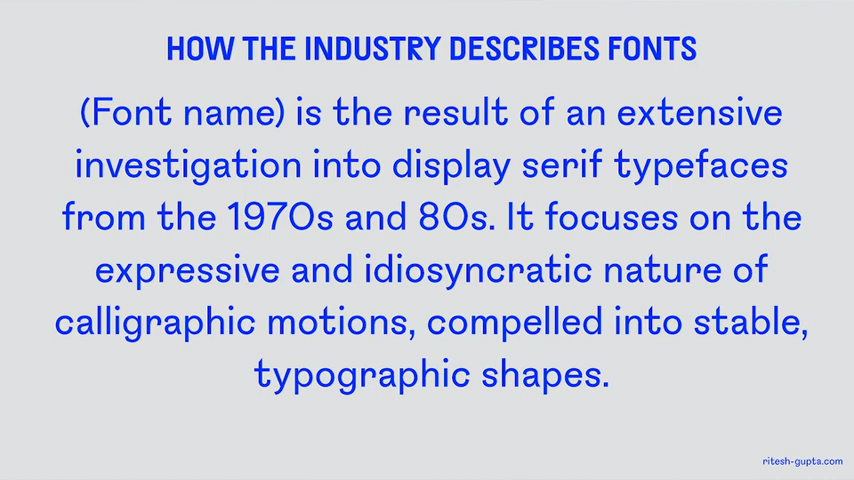 HOW THE INDUSTRY DESCRIBES FONTS
(Font name) is the result of an extensive
investigation into display serif typefaces
from the 1970s and 80s. It focuses on the
expressive and idiosyncratic nature of
calligraphic motions, compelled into stable,
typographic shapes.
ritesh-gupta.com